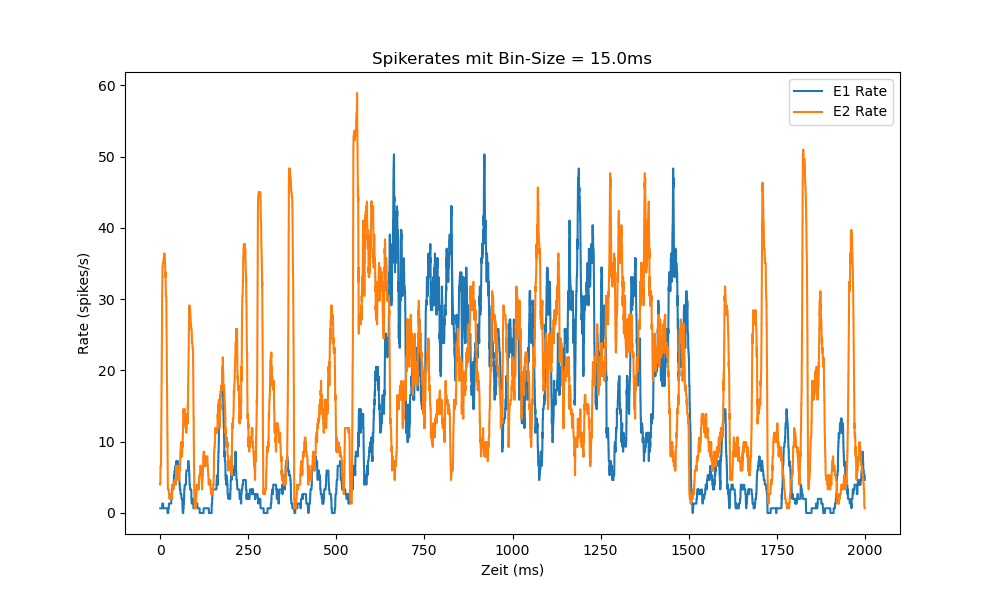 Spikerates mit Bin-Size = 15.0ms
E1 Rate
E2 Rate
60
50
40
30
20
10
0
Rate (spikes/s)
0 250 500 750 1000 1250 1500 1750 2000
Zeit (ms)